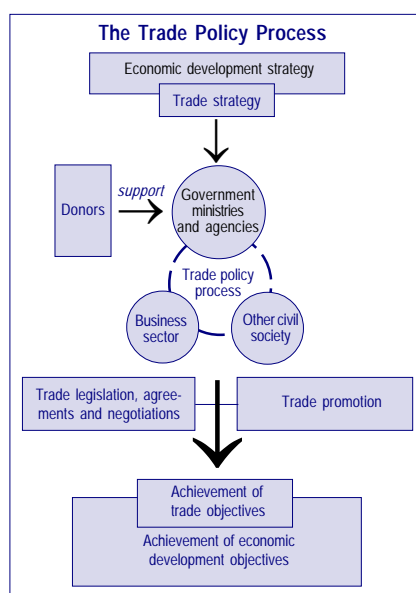 The Trade Policy Process
Economic development strategy
Trade strategy
support
Donors
Government
ministries
and agencies
Trade policy
process
Business
sector
Other civil
society
Trade legislation, agree-
ments and negotiations
Trade promotion
Achievement of
trade objectives
Achievement of economic
development objectives